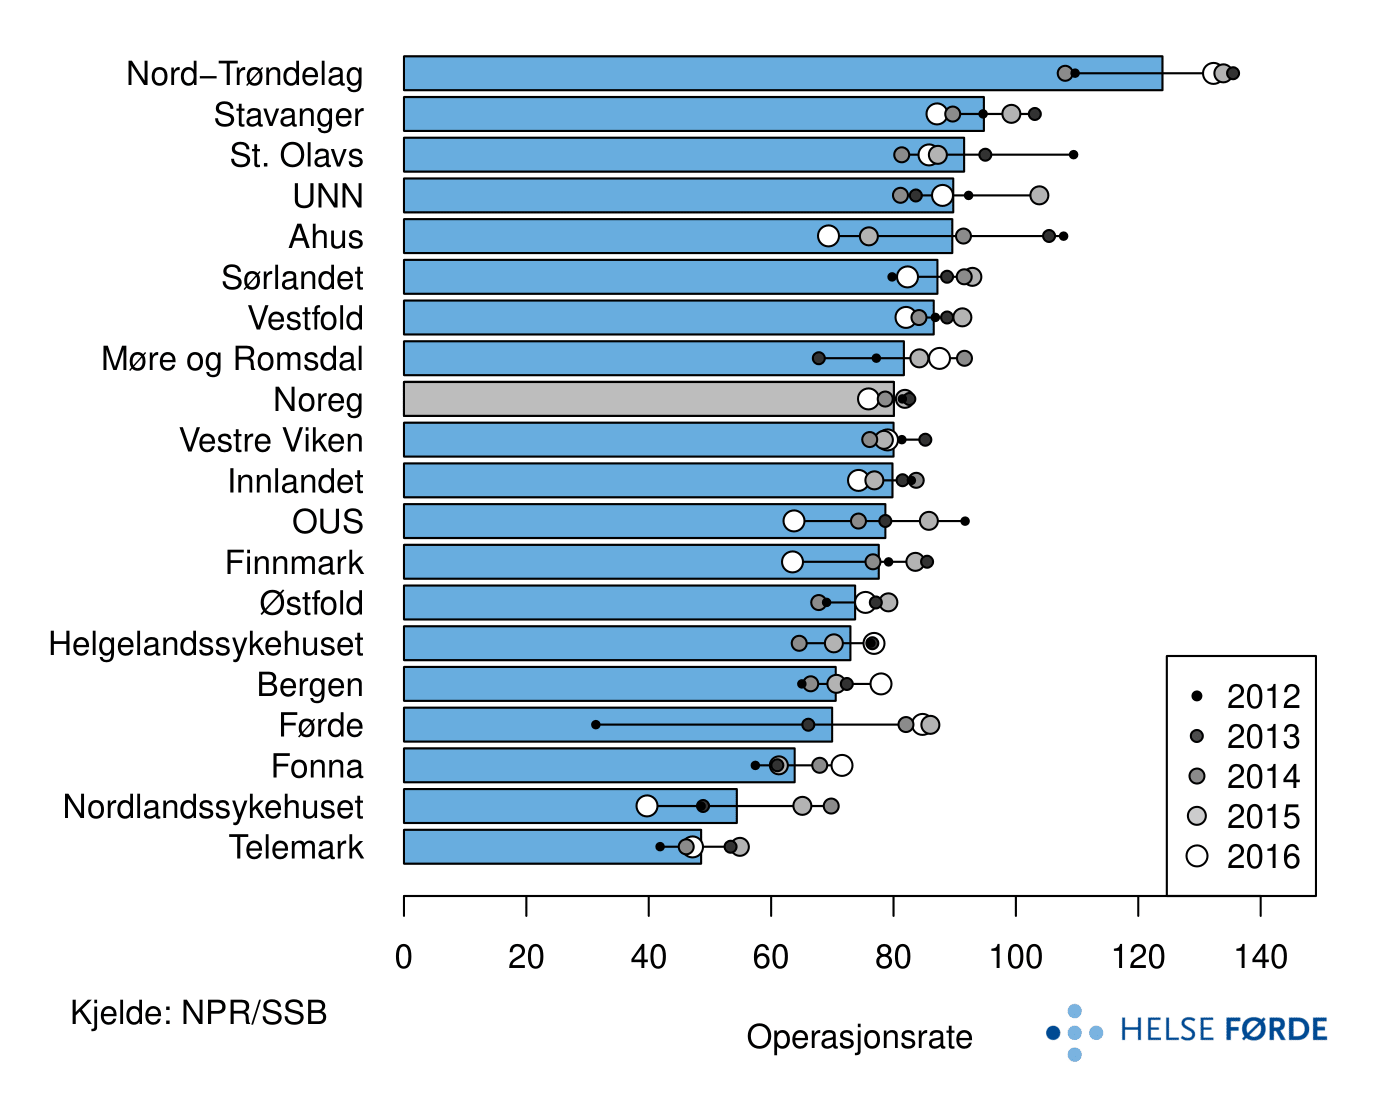 Nord−Trøndelag
Stavanger
St. Olavs
UNN
Ahus
Sørlandet
Vestfold
Møre og Romsdal
Noreg
Vestre Viken
Innlandet
OUS
Finnmark
Østfold
Helgelandssykehuset
Bergen
Førde
Fonna
Nordlandssykehuset
Telemark
2012
2013
2014
2015
2016
0 20 40 60 80 100 120 140
Kjelde: NPR/SSB
Operasjonsrate
HELSE FØRDE